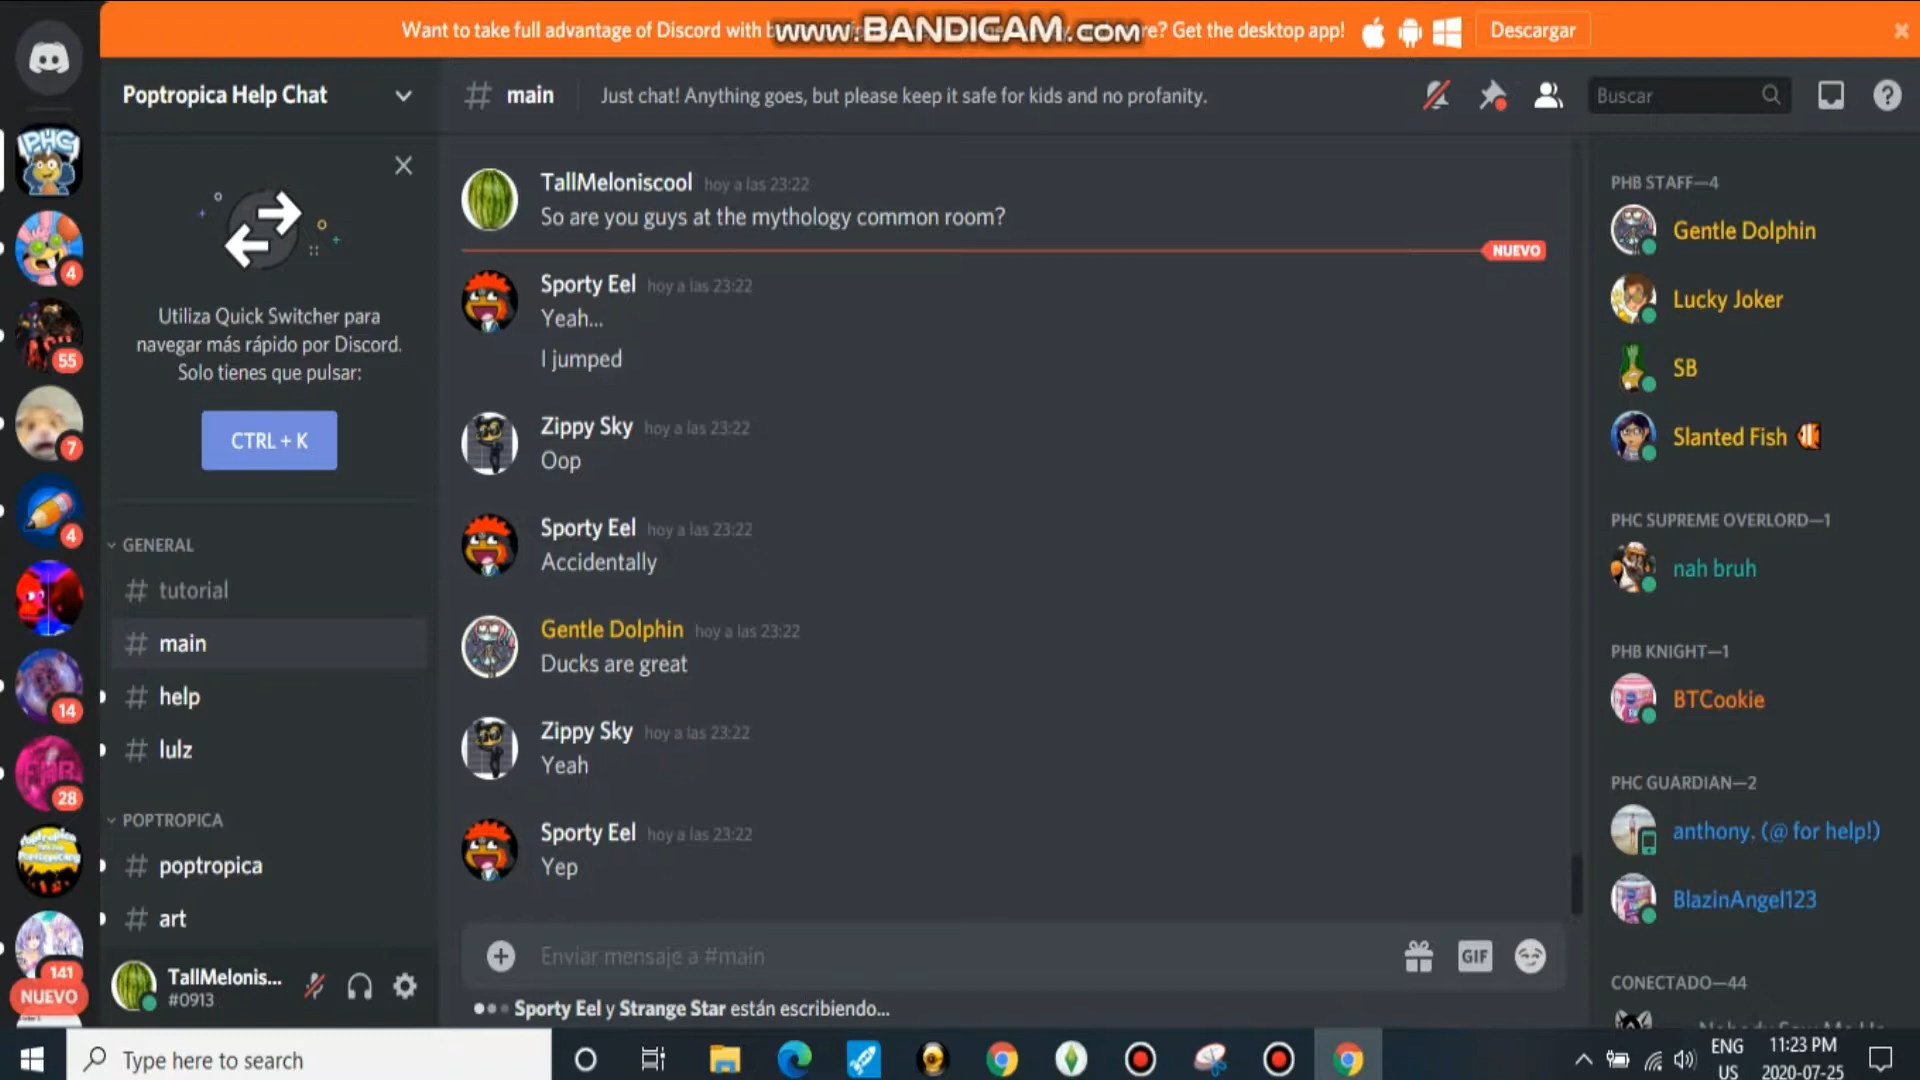 Want to take full advantage of Discord with b
www.BANDICAM.com
re? Get the desktop app!
Descargar
Poptropica Help Chat
main
Just chat! Anything goes, but please keep it safe for kids and no profanity.
Buscar
PHC
4
55
7
4
14
28
141
NUEVO
Utiliza Quick Switcher para
navegar más rápido por Discord.
Solo tienes que pulsar:
CTRL + K
GENERAL
# tutorial
# main
# help
# lulz
POPTROPICA
# poptropica
# art
TallMelonis...
#0913
TallMeloniscool hoy a las 23:22
So are you guys at the mythology common room?
NUEVO
Sporty Eel hoy a las 23:22
Yeah...
I jumped
Zippy Sky hoy a las 23:22
Oop
Sporty Eel hoy a las 23:22
Accidentally
Gentle Dolphin hoy a las 23:22
Ducks are great
Zippy Sky hoy a las 23:22
Yeah
Sporty Eel hoy a las 23:22
Yep
Enviar mensaje a #main
GIF
Sporty Eel y Strange Star están escribiendo...
PHB STAFF—4
Gentle Dolphin
Lucky Joker
SB
Slanted Fish
PHC SUPREME OVERLORD—1
nah bruh
PHB KNIGHT—1
BTCookie
PHC GUARDIAN—2
anthony. (@ for help!)
BlazinAngel123
CONECTADO—44
Type here to search
ENG
US
11:23 PM
2020-07-25